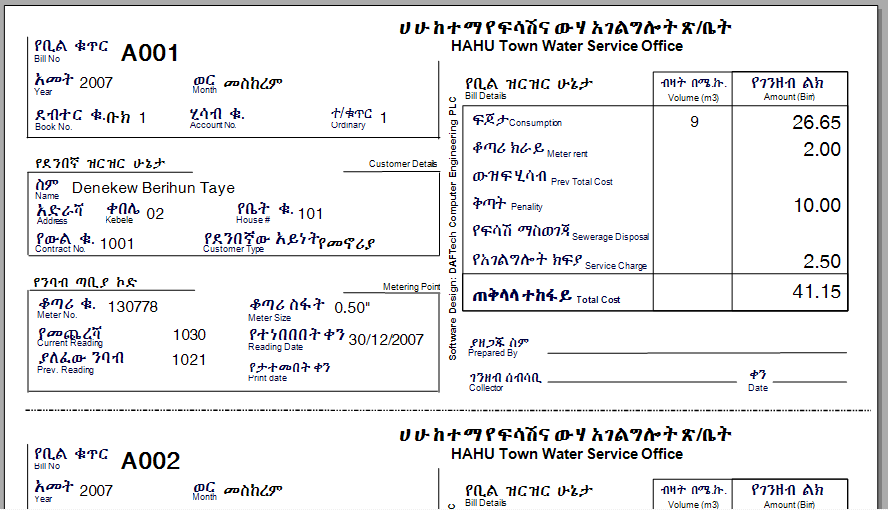 ሀሁ ከተማ የፍሳሽና ውሃ አገልግሎት ጽ/ቤት
HAHU Town Water Service Office
የቢል ቁጥር A001
Bill No
አመት 2007 ወር መስከረም
Year Month
ደብተር ቁ. ቡክ 1 ሂሳብ ቁ. ተ/ቁጥር 1
Book No. Account No. Ordinary
የደንበኛ ዝርዝር ሁኔታ Customer Details
ስም Denekew Berihun Taye
Name
አድራሻ ቀበሌ 02 የቤት ቁ. 101
Address Kebele House #
የውል ቁ. 1001 የደንበኛው አይነት የመኖሪያ
Contract No. Customer Type
የንባብ ጣቢያ ኮድ Metering Point
ቆጣሪ ቁ. 130778 ቆጣሪ ስፋት 0.50"
Meter No. Meter Size
የመጨረሻ 1030 የተነበበበት ቀን 30/12/2007
Current Reading Reading Date
ያለፈው ንባብ 1021 የታተመበት ቀን
Prev. Reading Print date
Software Design: DAFTech Computer Engineering PLC
የቢል ዝርዝር ሁኔታ ብዛት በሜ.ኩ. የገንዘብ ልክ
Bill Details Volume (m3) Amount (Birr)
ፍጆታ Consumption 9 26.65
ቆጣሪ ክራይ Meter rent 2.00
ውዝፍ ሂሳብ Prev Total Cost
ቅጣት Penality 10.00
የፍሳሽ ማስወገጃ Sewerage Disposal
የአገልግሎት ክፍያ Service Charge 2.50
ጠቅላላ ተከፋይ Total Cost 41.15
ያዘጋጁ ስም
Prepared By
ገንዘብ ሰብሳቢ ቀን
Collector Date
ሀሁ ከተማ የፍሳሽና ውሃ አገልግሎት ጽ/ቤት
HAHU Town Water Service Office
የቢል ቁጥር A002
Bill No
አመት 2007 ወር መስከረም
Year Month
የቢል ዝርዝር ሁኔታ ብዛት በሜ.ኩ. የገንዘብ ልክ
Bill Details Volume (m3) Amount (Birr)